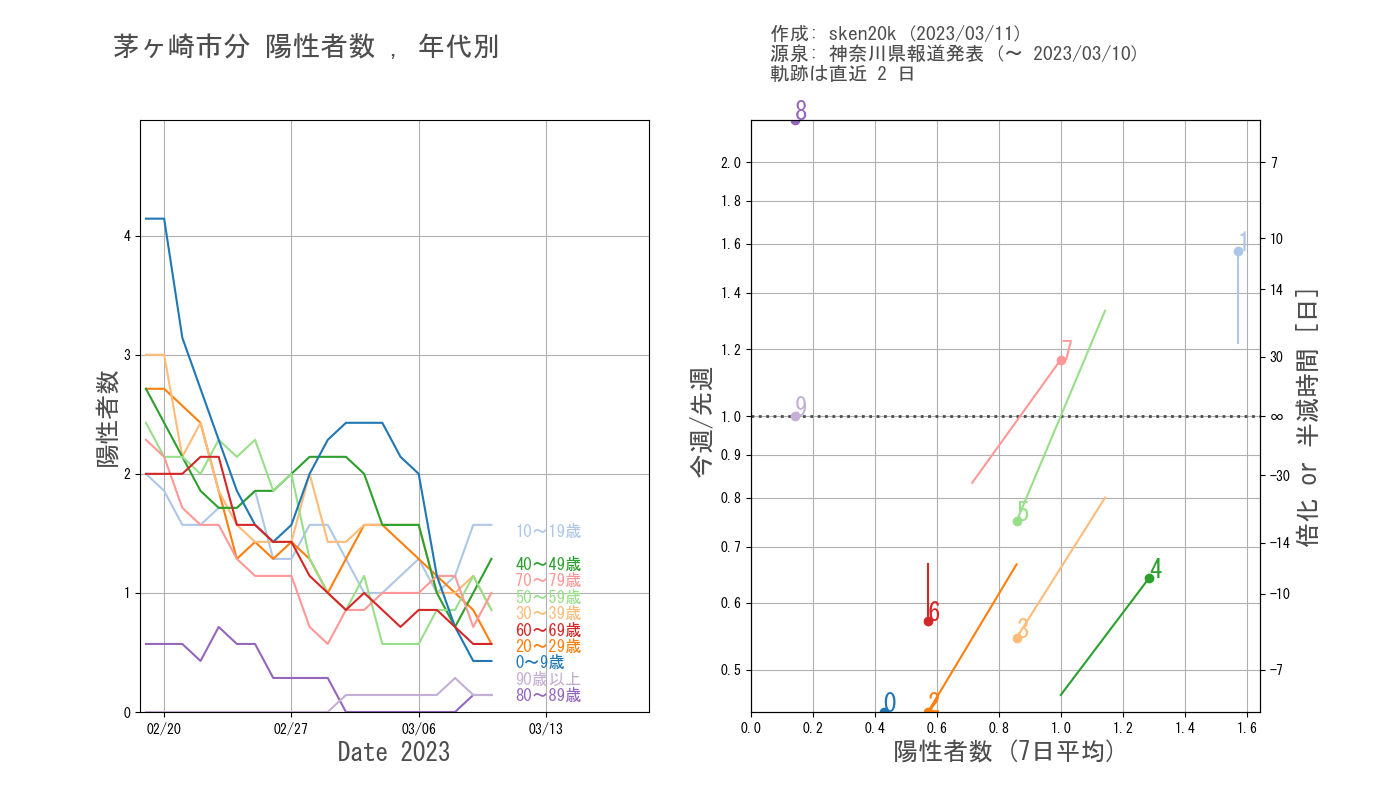 茅ヶ崎市分 陽性者数 , 年代別
作成: sken20k (2023/03/11)
源泉: 神奈川県報道発表 (〜 2023/03/10)
軌跡は直近 2 日
陽性者数
4
3
2
1
0
02/20
02/27
03/06
03/13
Date 2023
10〜19歳
40〜49歳
70〜79歳
50〜59歳
30〜39歳
60〜69歳
20〜29歳
0〜9歳
90歳以上
80〜89歳
今週/先週
2.0
1.8
1.6
1.4
1.2
1.0
0.9
0.8
0.7
0.6
0.5
8
1
7
9
5
4
6
3
0
2
0.0
0.2
0.4
0.6
0.8
1.0
1.2
1.4
1.6
陽性者数 (7日平均)
7
10
14
30
∞
−30
−14
−10
−7
倍化 or 半減時間 [日]